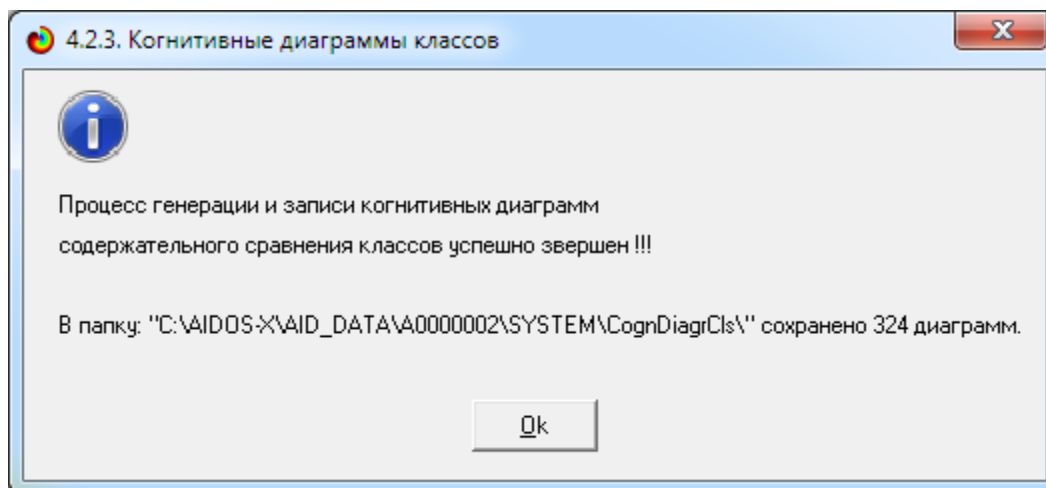 4.2.3. Когнитивные диаграммы классов
Процесс генерации и записи когнитивных диаграмм
содержательного сравнения классов успешно звершен !!!
В папку: "C:\AIDOS-X\AID_DATA\A0000002\SYSTEM\CognDiagrCls\" сохранено 324 диаграмм.
Ok